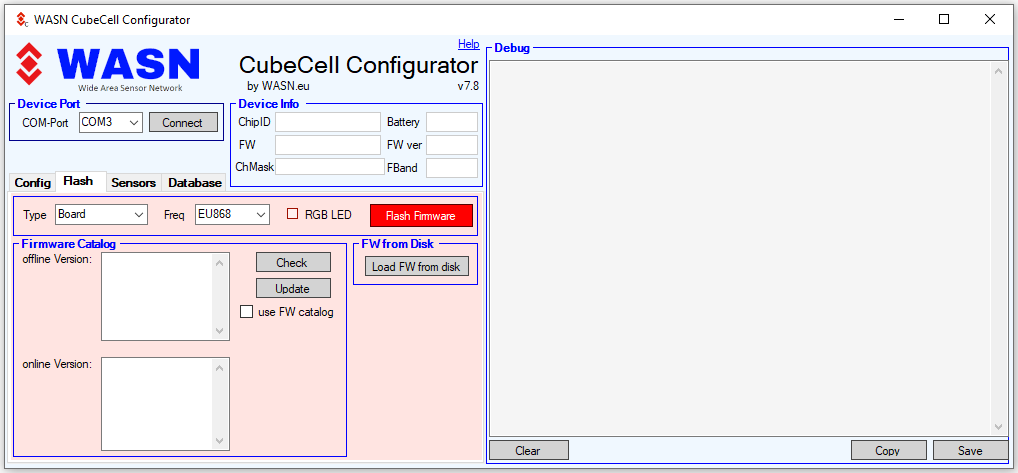 WASN CubeCell Configurator
WASN
Wide Area Sensor Network
Help
CubeCell Configurator
by WASN.eu v7.8
Device Port
COM-Port COM3 Connect
Device Info
ChipID Battery
FW FW ver
ChMask FBand
Config Flash Sensors Database
Type Board Freq EU868 RGB LED Flash Firmware
Firmware Catalog
offline Version:
Check
Update
use FW catalog
online Version:
FW from Disk
Load FW from disk
Debug
Clear Copy Save